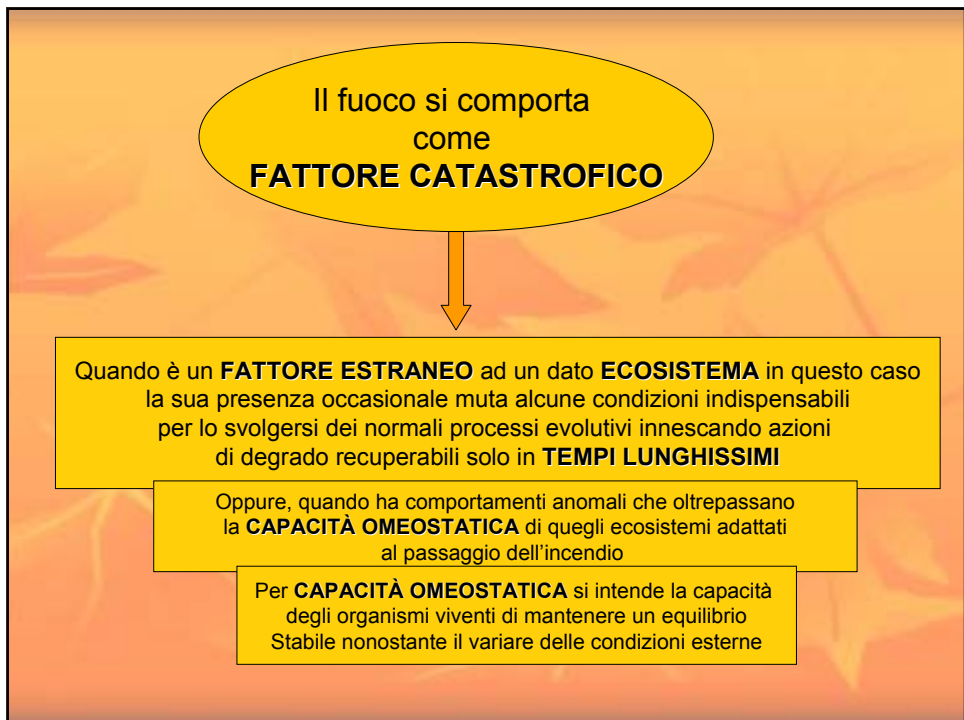 Il fuoco si comporta
come
FATTORE CATASTROFICO
Quando è un FATTORE ESTRANEO ad un dato ECOSISTEMA in questo caso
la sua presenza occasionale muta alcune condizioni indispensabili
per lo svolgersi dei normali processi evolutivi innescando azioni
di degrado recuperabili solo in TEMPI LUNGHISSIMI
Oppure, quando ha comportamenti anomali che oltrepassano
la CAPACITÀ OMEOSTATICA di quegli ecosistemi adattati
al passaggio dell'incendio
Per CAPACITÀ OMEOSTATICA si intende la capacità
degli organismi viventi di mantenere un equilibrio
Stabile nonostante il variare delle condizioni esterne